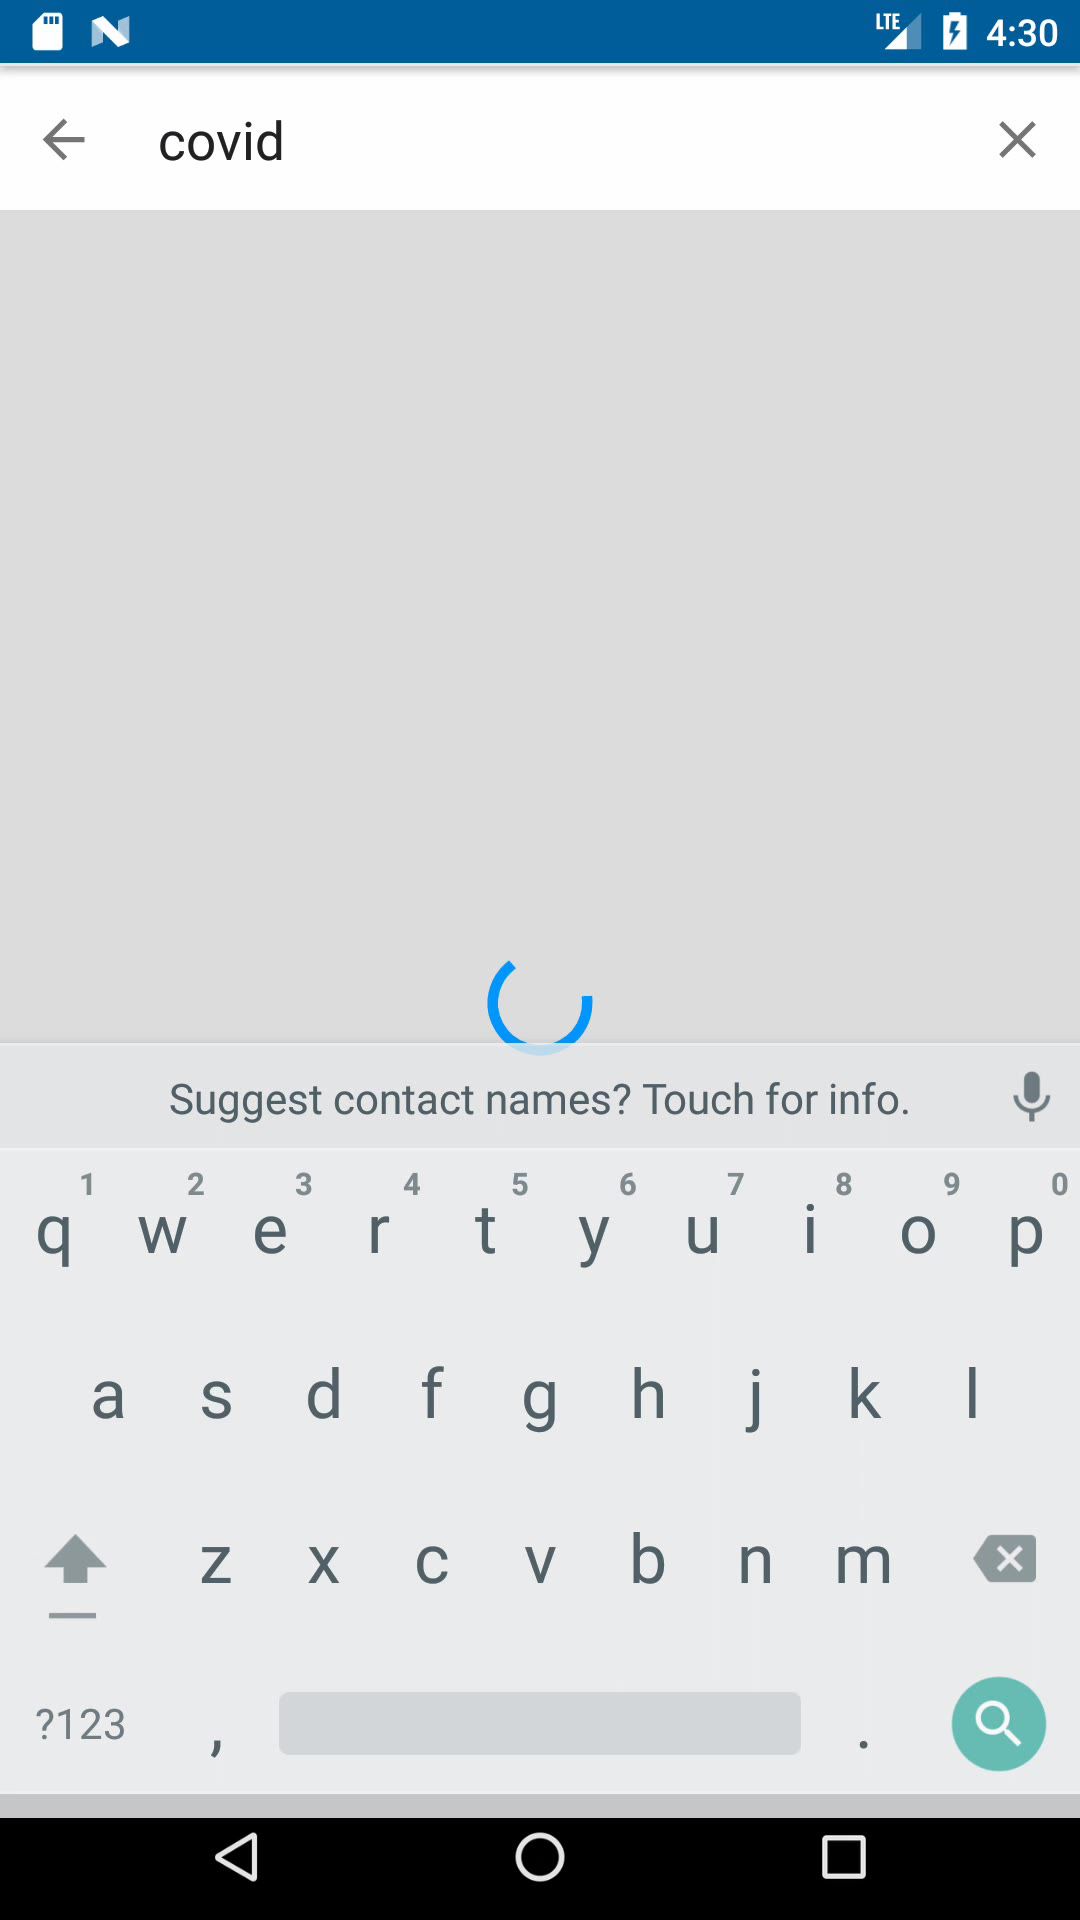 LTE 4:30
covid
Suggest contact names? Touch for info.
1 2 3 4 5 6 7 8 9 0
q w e r t y u i o p
a s d f g h j k l
z x c v b n m
?123 , .